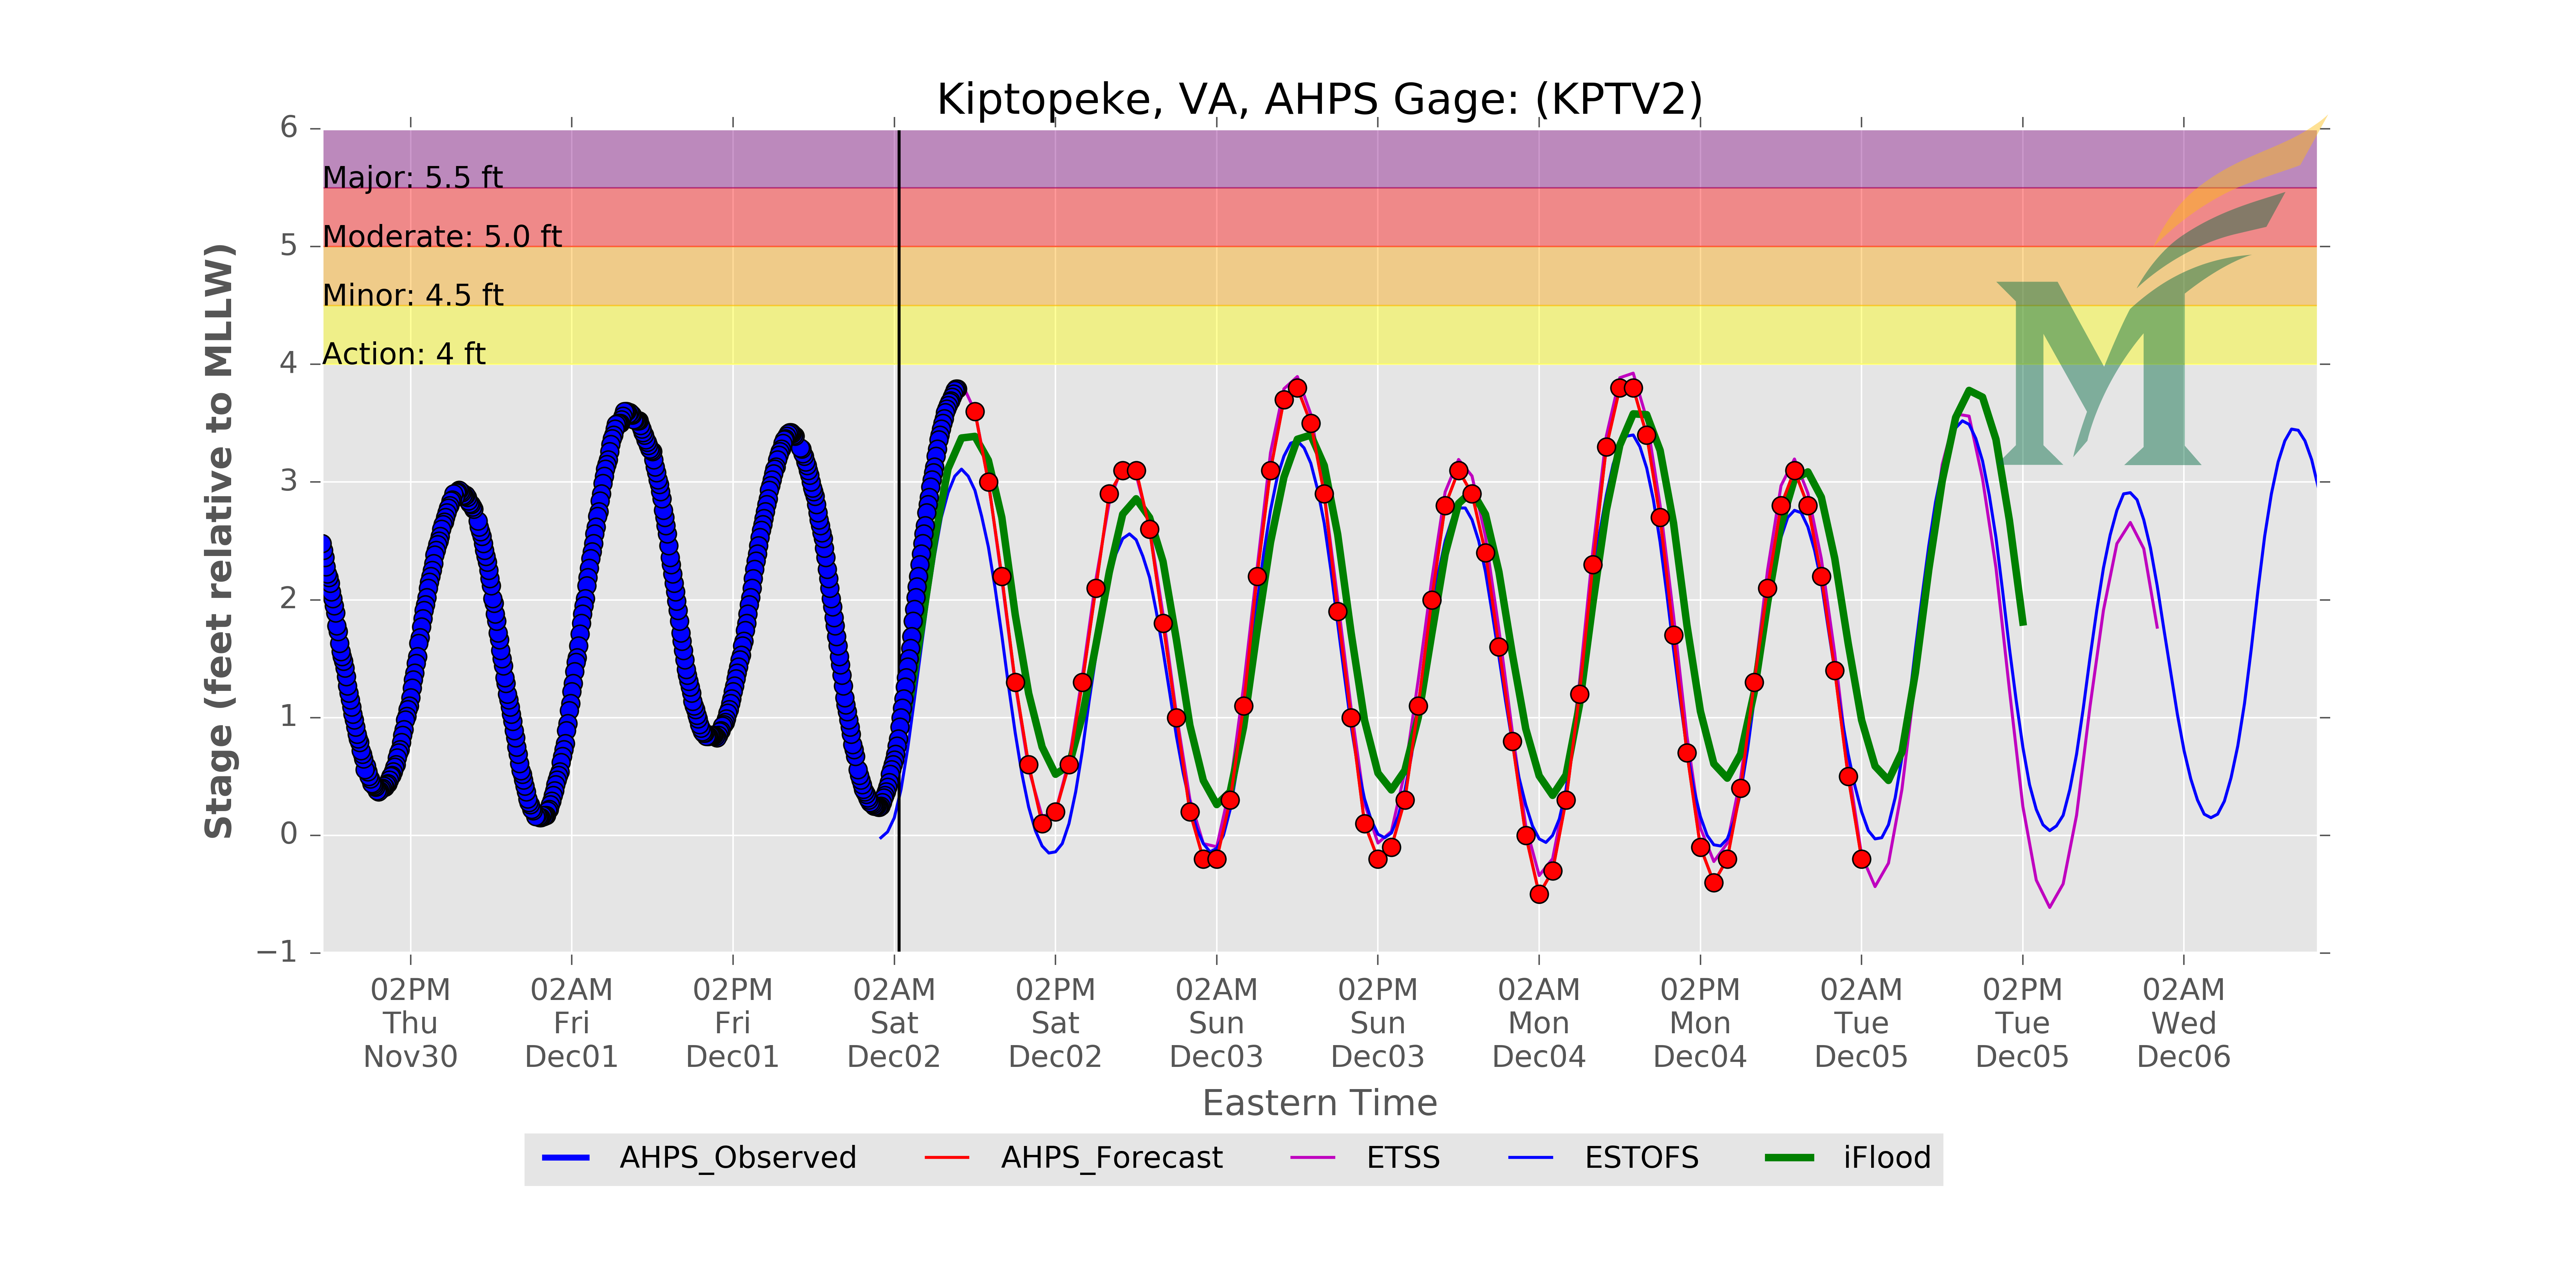 Kiptopeke, VA, AHPS Gage: (KPTV2)
6
5
4
3
2
1
0
−1
Stage (feet relative to MLLW)
Major: 5.5 ft
Moderate: 5.0 ft
Minor: 4.5 ft
Action: 4 ft
M
02PM Thu Nov30
02AM Fri Dec01
02PM Fri Dec01
02AM Sat Dec02
02PM Sat Dec02
02AM Sun Dec03
02PM Sun Dec03
02AM Mon Dec04
02PM Mon Dec04
02AM Tue Dec05
02PM Tue Dec05
02AM Wed Dec06
Eastern Time
AHPS_Observed AHPS_Forecast ETSS ESTOFS iFlood